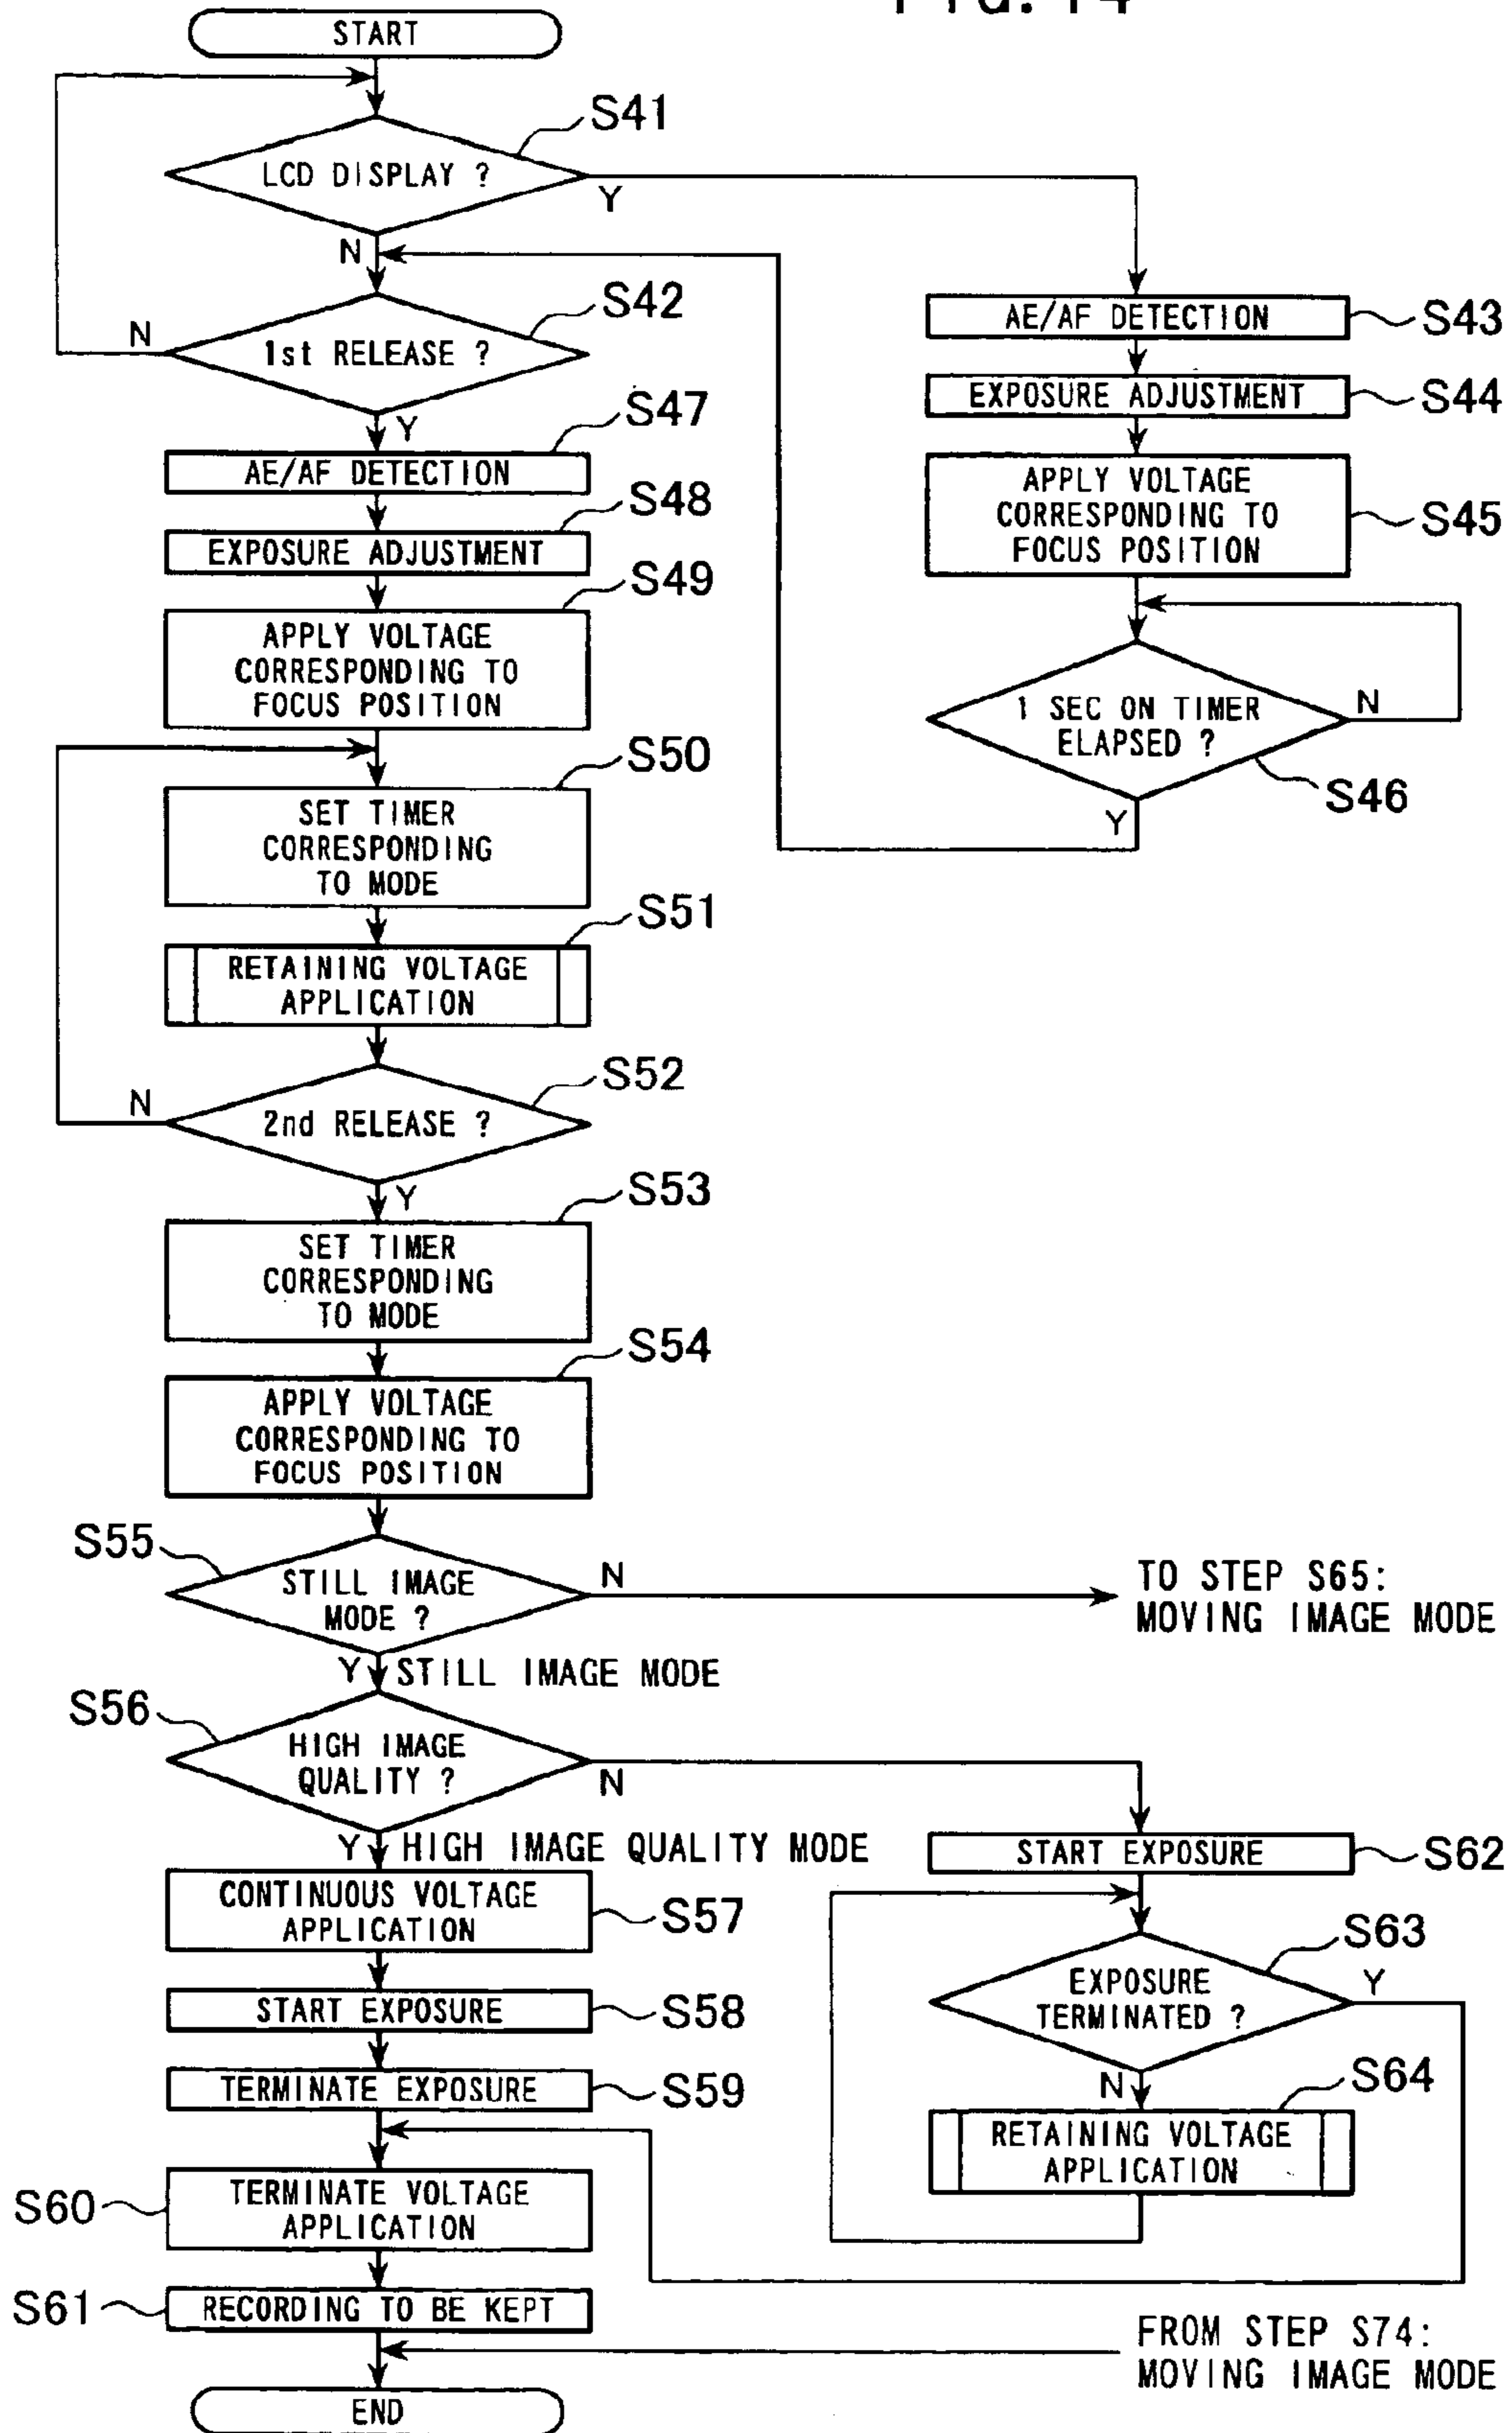 FIG. 14
START
S41
LCD DISPLAY ?
Y
N
S42
N
1st RELEASE ?
Y
AE/AF DETECTION
S43
EXPOSURE ADJUSTMENT
S44
APPLY VOLTAGE
CORRESPONDING TO
FOCUS POSITION
S45
1 SEC ON TIMER
ELAPSED ?
N
S46
Y
S47
AE/AF DETECTION
S48
EXPOSURE ADJUSTMENT
S49
APPLY VOLTAGE
CORRESPONDING TO
FOCUS POSITION
S50
SET TIMER
CORRESPONDING
TO MODE
S51
RETAINING VOLTAGE
APPLICATION
S52
N
2nd RELEASE ?
Y
S53
SET TIMER
CORRESPONDING
TO MODE
S54
APPLY VOLTAGE
CORRESPONDING TO
FOCUS POSITION
S55
STILL IMAGE
MODE ?
N
TO STEP S65:
MOVING IMAGE MODE
Y STILL IMAGE MODE
S56
HIGH IMAGE
QUALITY ?
N
Y HIGH IMAGE QUALITY MODE
CONTINUOUS VOLTAGE
APPLICATION
S57
START EXPOSURE
S58
TERMINATE EXPOSURE
S59
S60
TERMINATE VOLTAGE
APPLICATION
S61
RECORDING TO BE KEPT
START EXPOSURE
S62
S63
EXPOSURE
TERMINATED ?
Y
N
S64
RETAINING VOLTAGE
APPLICATION
FROM STEP S74:
MOVING IMAGE MODE
END